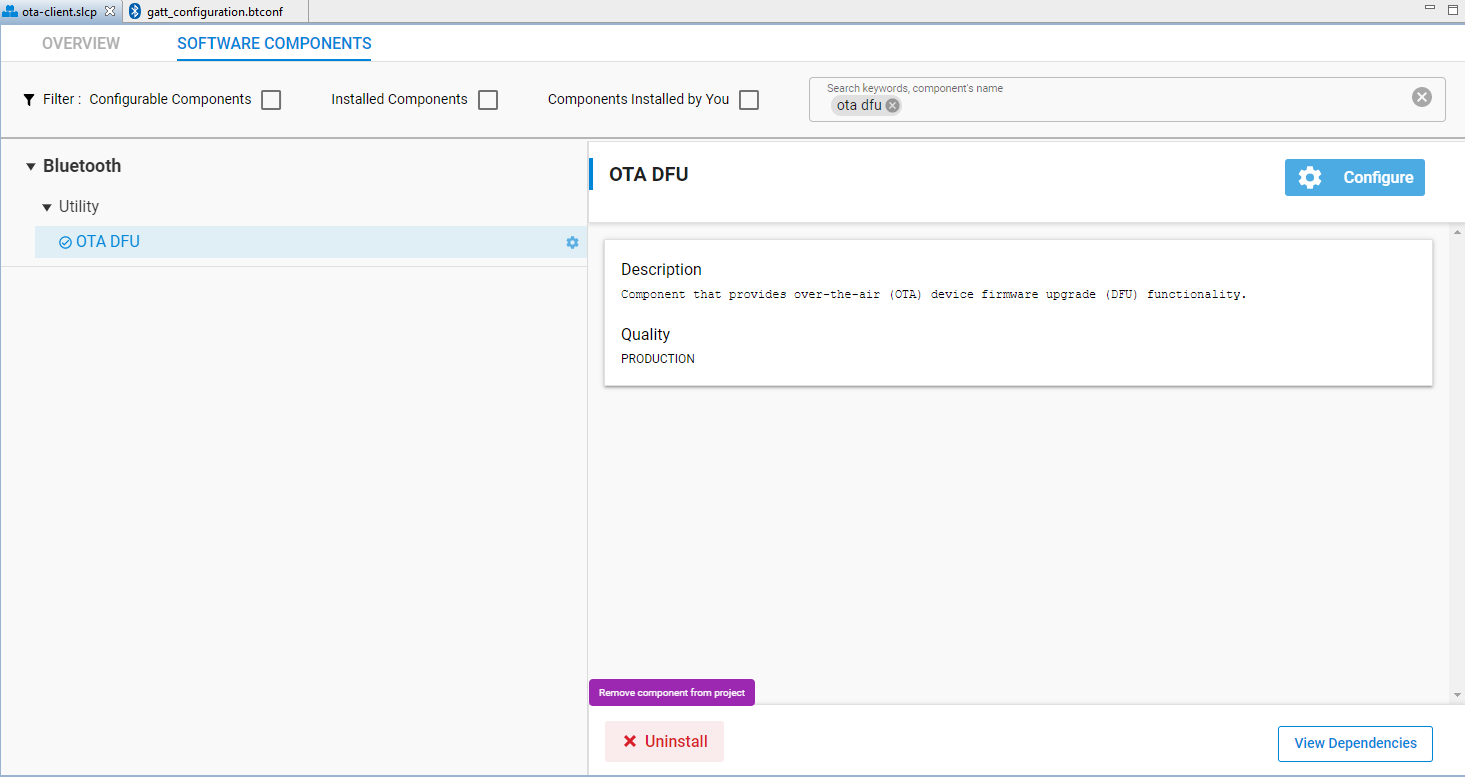 ota-client.slcp
gatt_configuration.btconf
OVERVIEW
SOFTWARE COMPONENTS
Filter : Configurable Components
Installed Components
Components Installed by You
Search keywords, component's name
ota dfu
Bluetooth
Utility
OTA DFU
OTA DFU
Configure
Description
Component that provides over-the-air (OTA) device firmware upgrade (DFU) functionality.
Quality
PRODUCTION
Remove component from project
Uninstall
View Dependencies